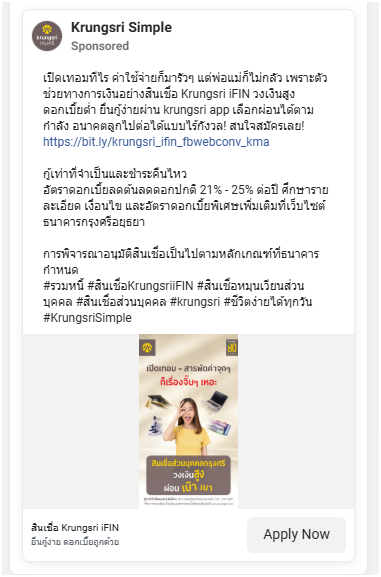 Krungsri Simple
Sponsored
krungsri
กรุงศรี
เปิดเทอมทีไร ค่าใช้จ่ายก็มารัวๆ แต่พ่อแม่ก็ไม่กลัว เพราะตัว
ช่วยทางการเงินอย่างสินเชื่อ Krungsri iFIN วงเงินสูง
ดอกเบี้ยต่ำ ยื่นกู้ง่ายผ่าน krungsri app เลือกผ่อนได้ตาม
กำลัง อนาคตลูกไปต่อได้แบบไร้กังวล! สนใจสมัครเลย!
https://bit.ly/krungsri_ifin_fbwebconv_kma
กู้เท่าที่จำเป็นและชำระคืนไหว
อัตราดอกเบี้ยลดต้นลดดอกปกติ 21% - 25% ต่อปี ศึกษาราย
ละเอียด เงื่อนไข และอัตราดอกเบี้ยพิเศษเพิ่มเติมที่เว็บไซต์
ธนาคารกรุงศรีอยุธยา
การพิจารณาอนุมัติสินเชื่อเป็นไปตามหลักเกณฑ์ที่ธนาคาร
กำหนด
#รวมหนี้ #สินเชื่อKrungsriiFIN #สินเชื่อหมุนเวียนส่วน
บุคคล #สินเชื่อส่วนบุคคล #krungsri #ชีวิตง่ายได้ทุกวัน
#KrungsriSimple
เปิดเทอม - สารพัดค่าจุกๆ
ก็เรื่องจิ๊บๆ เหอะ
สินเชื่อส่วนบุคคลกรุงศรี
วงเงินสูง
ผ่อน เบ๊า เบา
สินเชื่อ Krungsri iFIN
ยื่นกู้ง่าย ดอกเบี้ยถูกด้วย
Apply Now